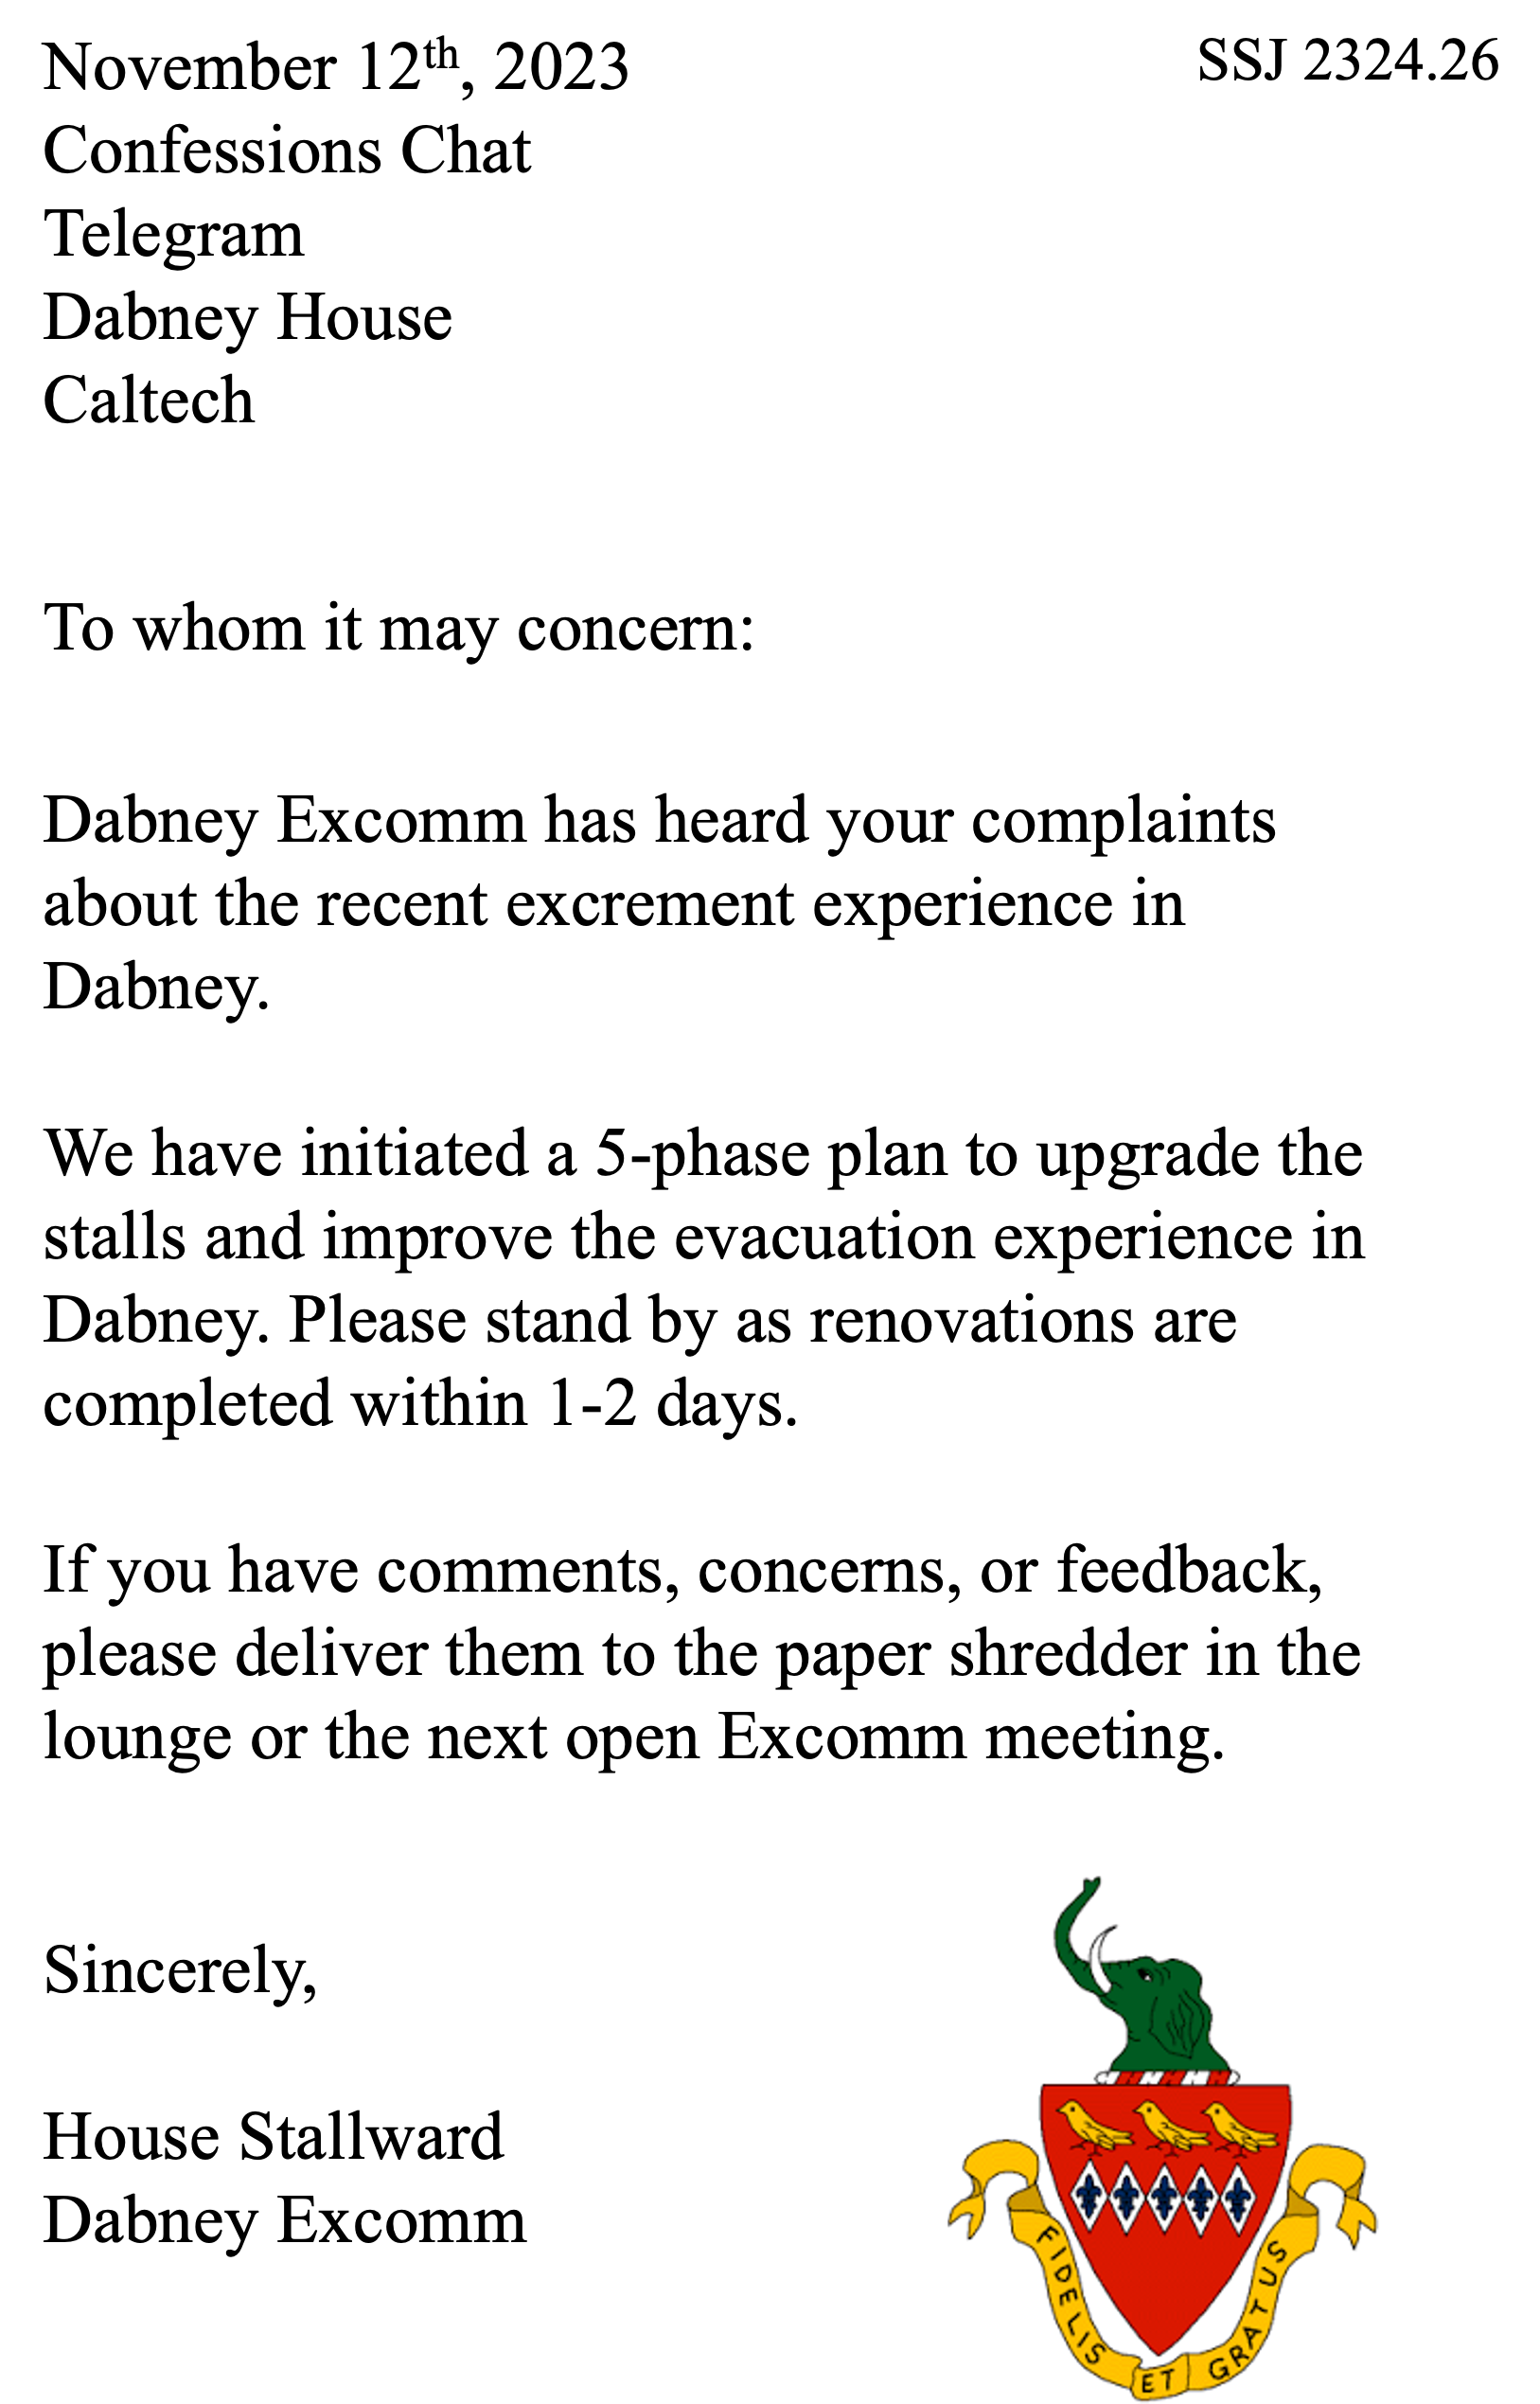 November 12th, 2023
SSJ 2324.26
Confessions Chat
Telegram
Dabney House
Caltech
To whom it may concern:
Dabney Excomm has heard your complaints
about the recent excrement experience in
Dabney.
We have initiated a 5-phase plan to upgrade the
stalls and improve the evacuation experience in
Dabney. Please stand by as renovations are
completed within 1-2 days.
If you have comments, concerns, or feedback,
please deliver them to the paper shredder in the
lounge or the next open Excomm meeting.
Sincerely,
House Stallward
Dabney Excomm
FIDELIS ET GRATUS